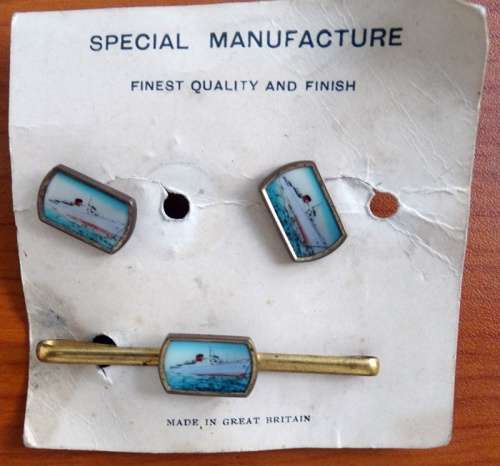 SPECIAL MANUFACTURE
FINEST QUALITY AND FINISH
MADE IN GREAT BRITAIN